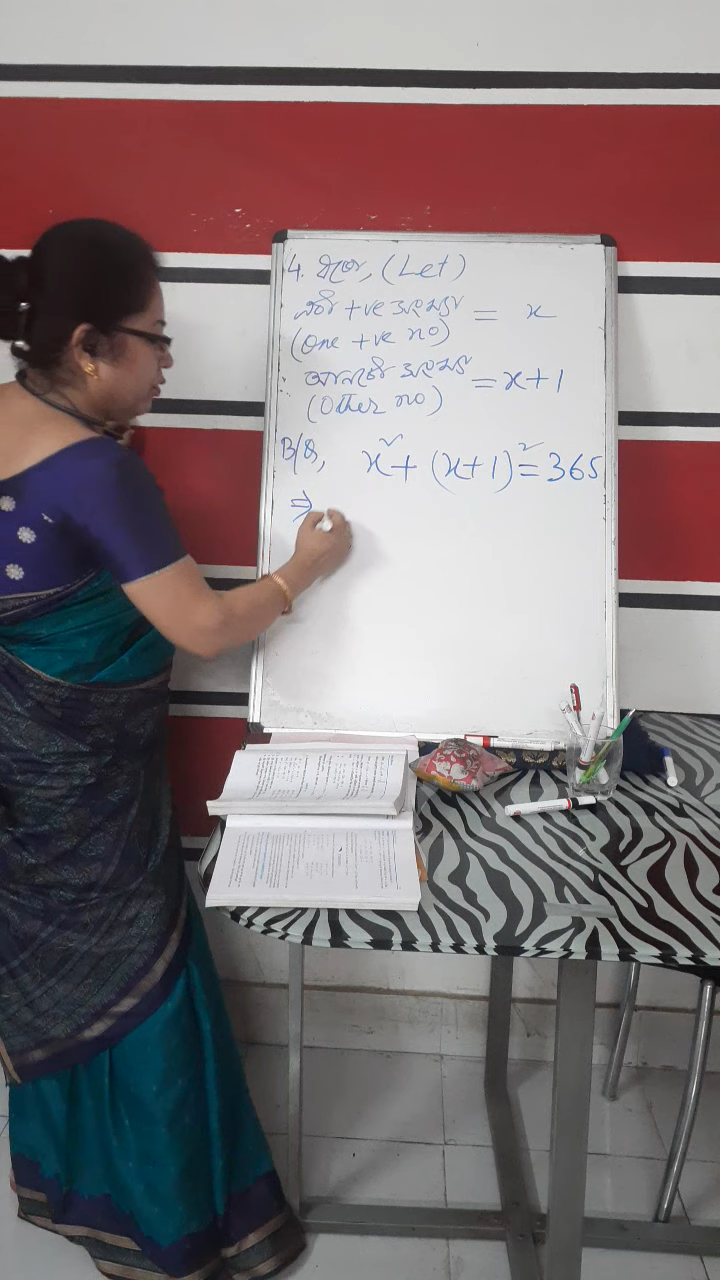 4. ধৰো, (Let)
এটা +ve সংখ্যা = x
(One +ve no)
আনটো সংখ্যা = x+1
(Other no)
B/Q, x² + (x+1)² = 365
⇒